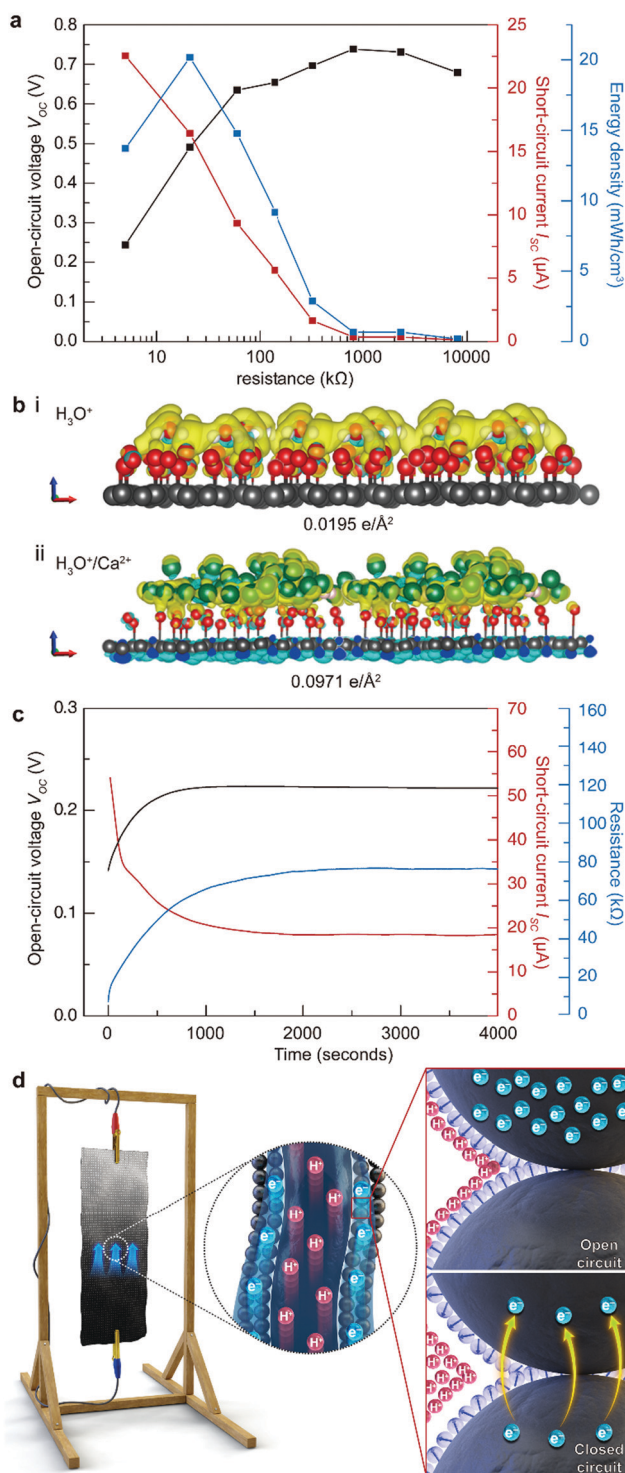 a
0.8
0.7
0.6
0.5
0.4
0.3
0.2
0.1
0.0
Open-circuit voltage V_OC (V)
25
20
15
10
5
0
Short-circuit current I_SC (µA)
20
15
10
5
0
Energy density (mWh/cm³)
10
100
1000
10000
resistance (kΩ)
b i
H₃O⁺
0.0195 e/Å²
ii
H₃O⁺/Ca²⁺
0.0971 e/Å²
c
0.3
0.2
0.1
0.0
Open-circuit voltage V_OC (V)
70
60
50
40
30
20
10
0
Short-circuit current I_SC (µA)
160
140
120
100
80
60
40
20
0
Resistance (kΩ)
0
1000
2000
3000
4000
Time (seconds)
d
H⁺
H⁺
H⁺
H⁺
H⁺
H⁺
H⁺
H⁺
e⁻
e⁻
e⁻
e⁻
e⁻
e⁻
Open
circuit
e⁻
e⁻
e⁻
e⁻
e⁻
e⁻
Closed
circuit